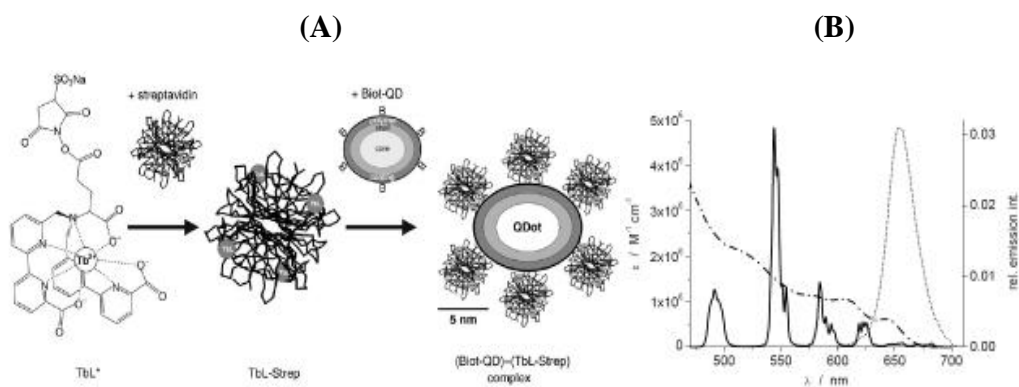 (A)
(B)
SO₃Na
+ streptavidin
+ Biot-QD
B
B
B
B
B
B
core
O
O
N
O
O
O
O⁻
N
N
N
N
Tb³⁺
O⁻
O
O
QDot
5 nm
TbL*
TbL-Strep
(Biot-QD)–(TbL-Strep)
complex
5x10⁶
4x10⁶
3x10⁶
2x10⁶
1x10⁶
0
ε / M⁻¹ cm⁻¹
0.03
0.02
0.01
0.00
rel. emission int.
500
550
600
650
700
λ / nm